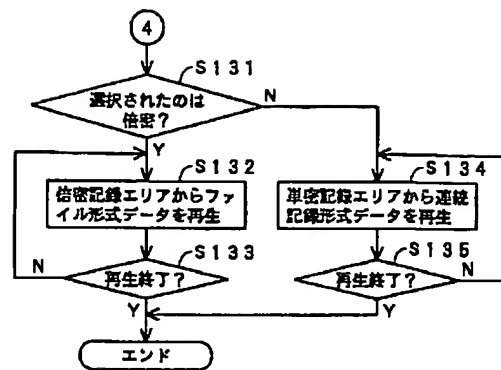 4
S131
選択されたのは
倍密?
N
Y
S132
倍密記録エリアからファ
イル形式データを再生
S134
単密記録エリアから連続
記録形式データを再生
S133
再生終了?
N
Y
S135
再生終了?
N
Y
エンド